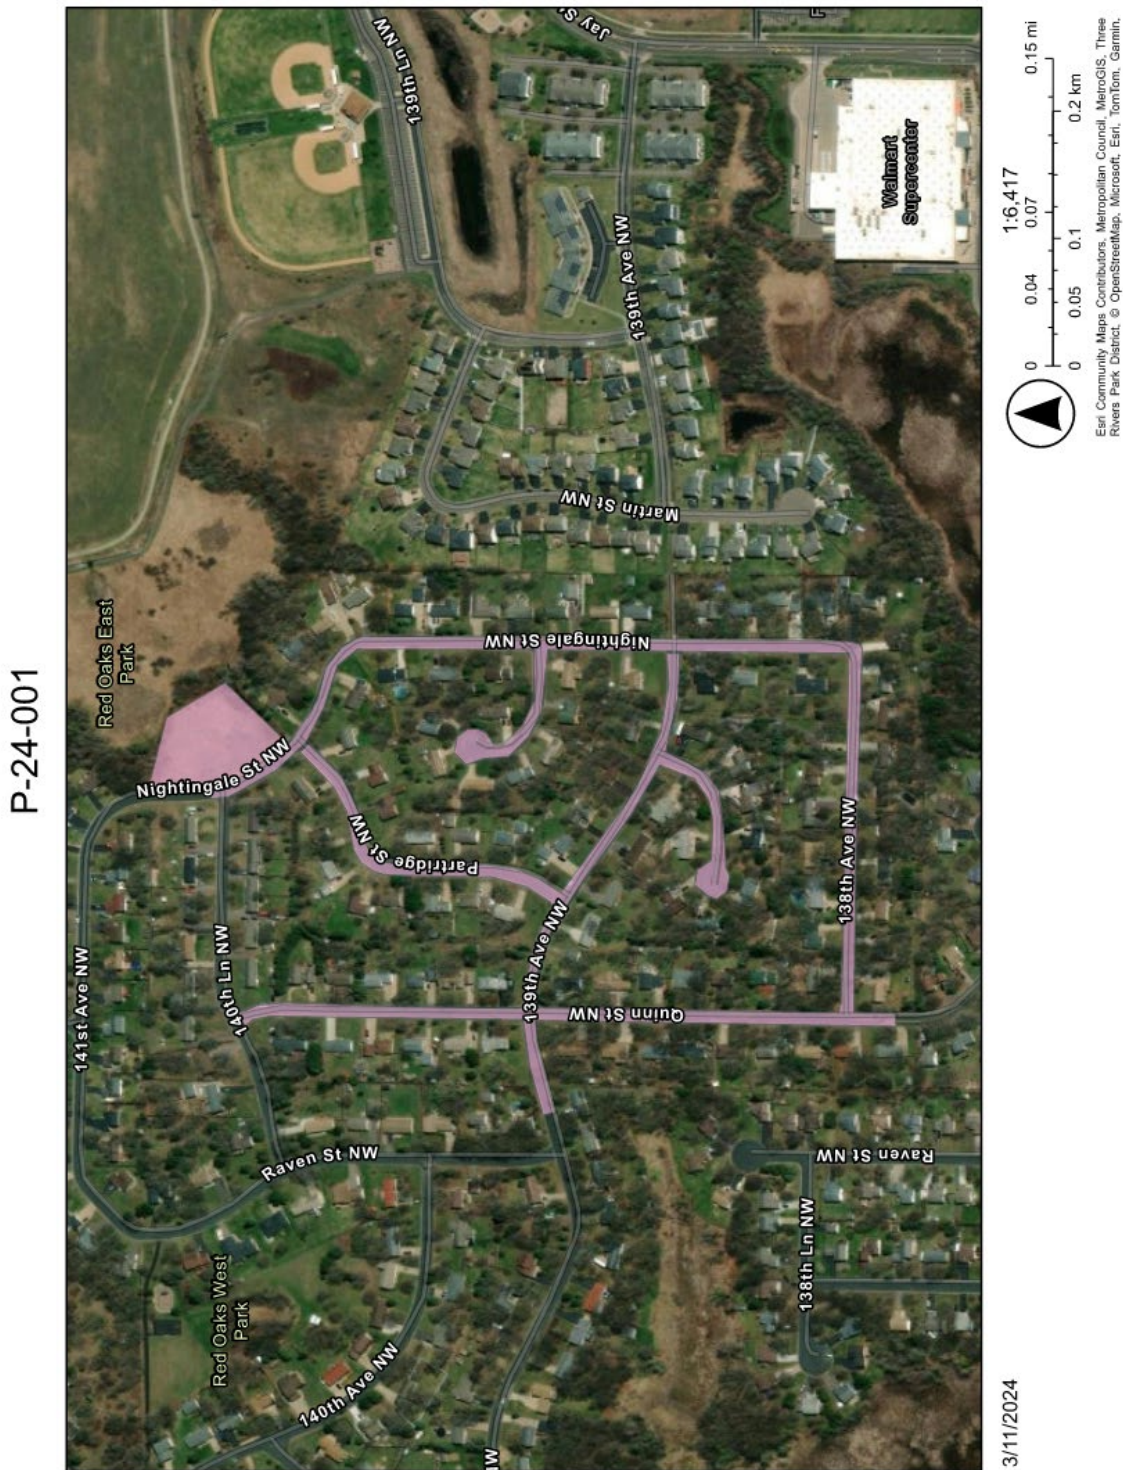 P-24-001
Jay S
139th Ln NW
Walmart
Supercenter
139th Ave NW
Martin St NW
Red Oaks East
Park
Nightingale St NW
Nightingale St NW
Partridge St NW
138th Ave NW
139th Ave NW
Quinn St NW
141st Ave NW
140th Ln NW
Raven St NW
Raven St NW
138th Ln NW
Red Oaks West
Park
140th Ave NW
3/11/2024
1:6,417
0 0.04 0.07 0.15 mi
0 0.05 0.1 0.2 km
Esri Community Maps Contributors, Metropolitan Council, MetroGIS, Three
Rivers Park District, © OpenStreetMap, Microsoft, Esri, TomTom, Garmin,